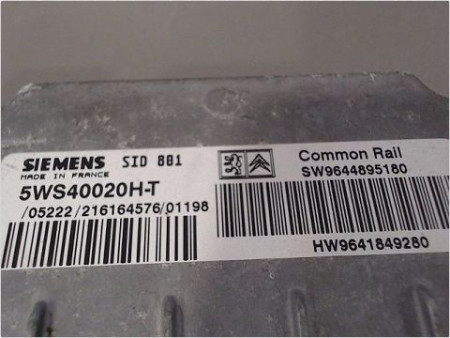 SIEMENS SID 801
MADE IN FRANCE
5WS40020H-T
/05222/216164576/01198
Common Rail
SW9644895180
HW9641849280